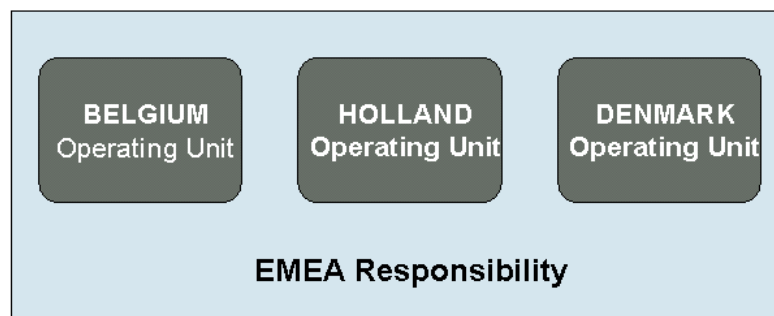 BELGIUM
Operating Unit
HOLLAND
Operating Unit
DENMARK
Operating Unit
EMEA Responsibility